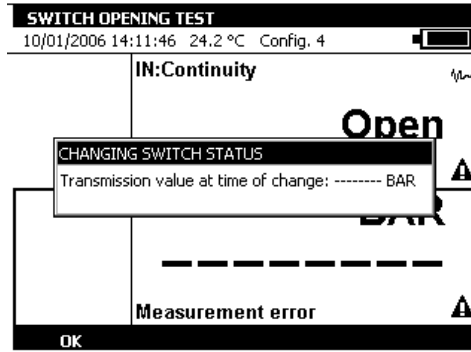 SWITCH OPENING TEST
10/01/2006 14:11:46 24.2 °C Config. 4
IN:Continuity
Open
CHANGING SWITCH STATUS
Transmission value at time of change: -------- BAR
BAR
--------
Measurement error
OK